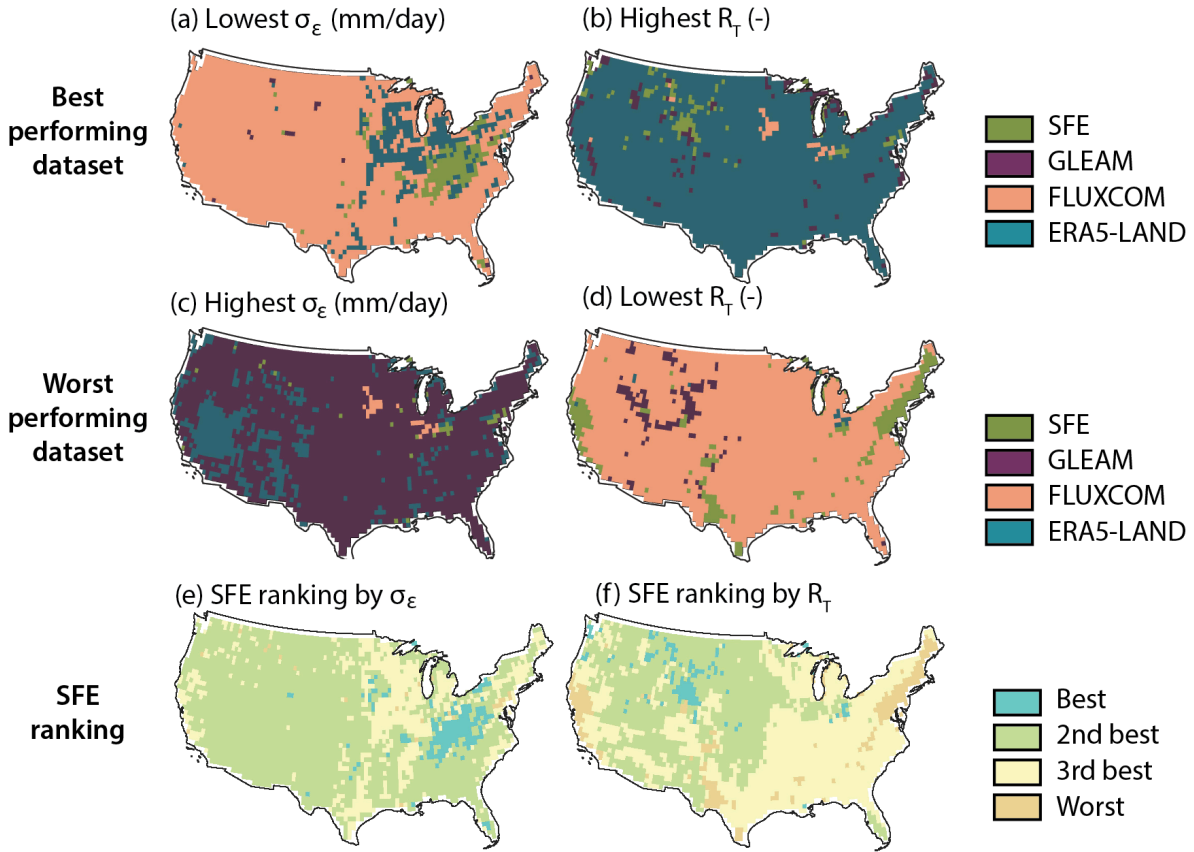 (a) Lowest σε (mm/day)
(b) Highest RT (-)
Best
performing
dataset
SFE
GLEAM
FLUXCOM
ERA5-LAND
(c) Highest σε (mm/day)
(d) Lowest RT (-)
Worst
performing
dataset
SFE
GLEAM
FLUXCOM
ERA5-LAND
(e) SFE ranking by σε
(f) SFE ranking by RT
SFE
ranking
Best
2nd best
3rd best
Worst